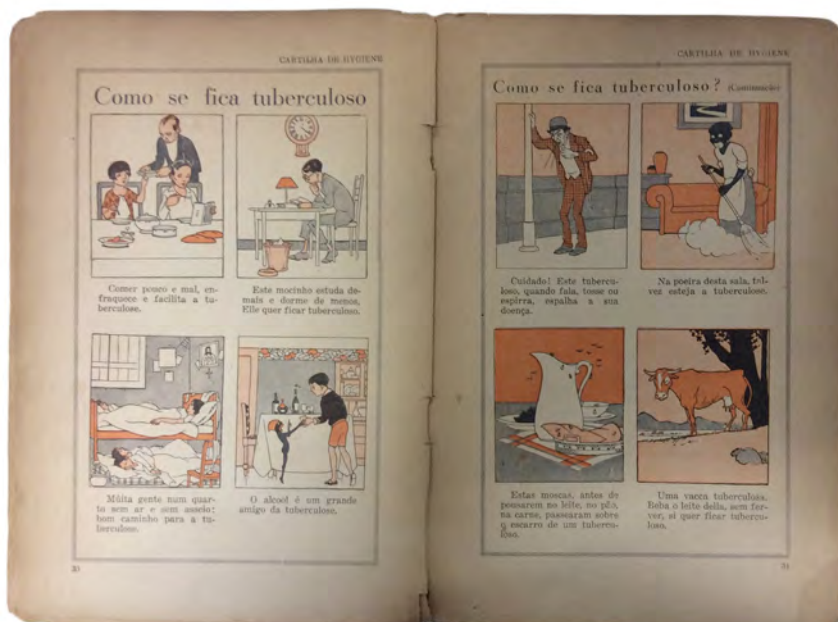 CARTILHA DE HYGIENE
Como se fica tuberculoso
Comer pouco e mal, en-
fraquece e facilita a tu-
berculose.
Este mocinho estuda de-
mais e dorme de menos.
Elle quer ficar tuberculoso.
Múita gente num quar-
to sem ar e sem asseio:
bom caminho para a tu-
berculose.
O alcool é um grande
amigo da tuberculose.
30
CARTILHA DE HYGIENE
Como se fica tuberculoso? (Continuação)
Cuidado! Este tubercu-
loso, quando fala, tosse ou
espirra, espalha a sua
doença.
Na poeira desta sala, tal-
vez esteja a tuberculose.
Estas moscas, antes de
pousarem no leite, no pão,
na carne, passearam sobre
o escarro de um tubercu-
loso.
Uma vacca tuberculosa.
Beba o leite della, sem fer-
ver, si quer ficar tubercu-
loso.
31